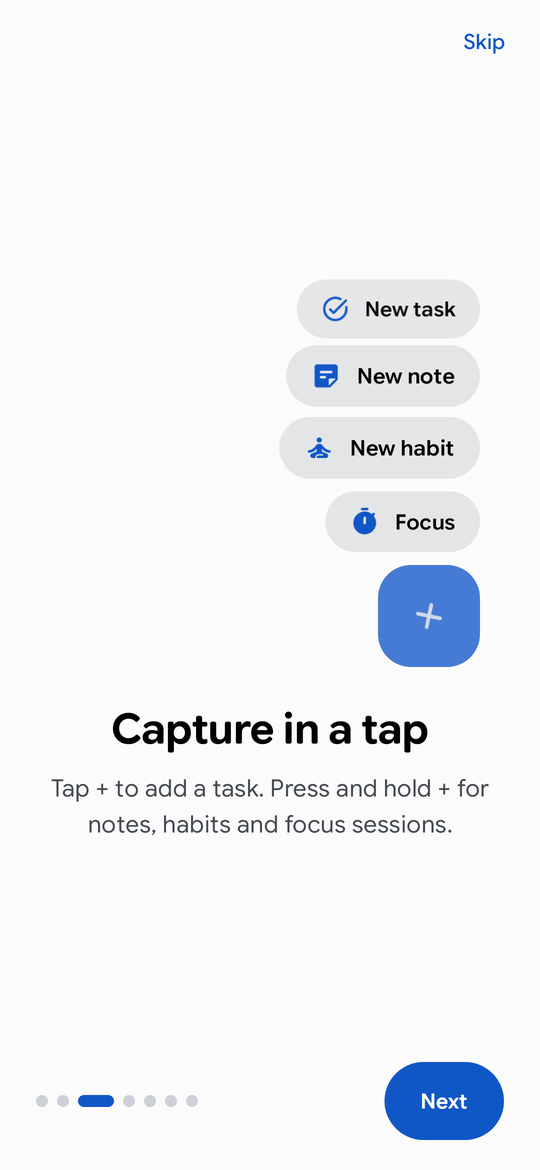 Skip
New task
New note
New habit
Focus
Capture in a tap
Tap + to add a task. Press and hold + for
notes, habits and focus sessions.
Next